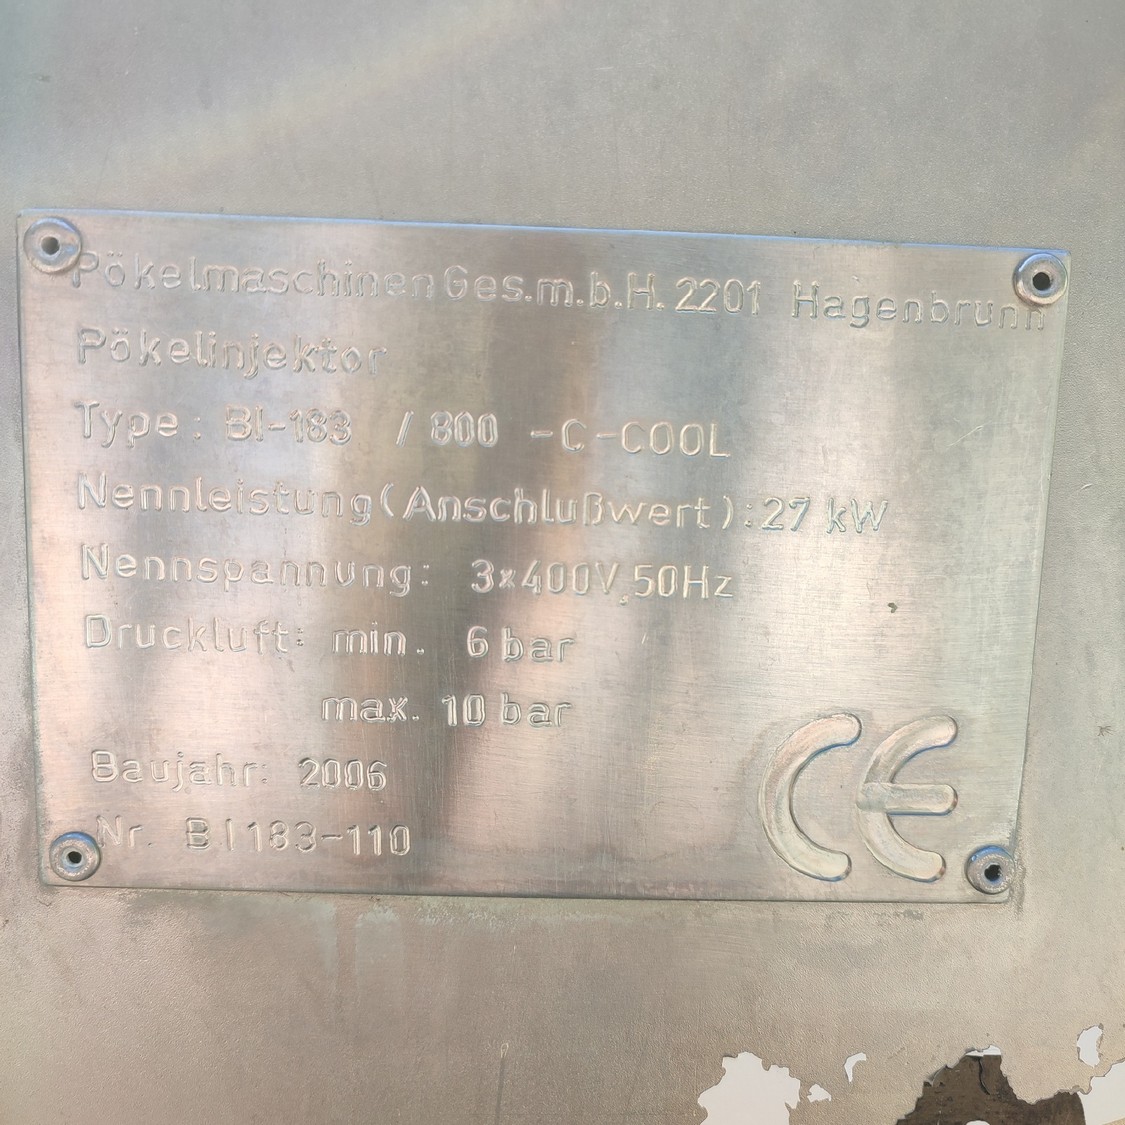 Pökelmaschinen Ges.m.b.H. 2201 Hagenbrunn
Pökelinjektor
Type: BI-183 / 800 -C-COOL
Nennleistung (Anschlußwert): 27 kW
Nennspannung: 3x400V, 50Hz
Druckluft: min. 6 bar
max. 10 bar
Baujahr: 2006
Nr. BI183-110
CE